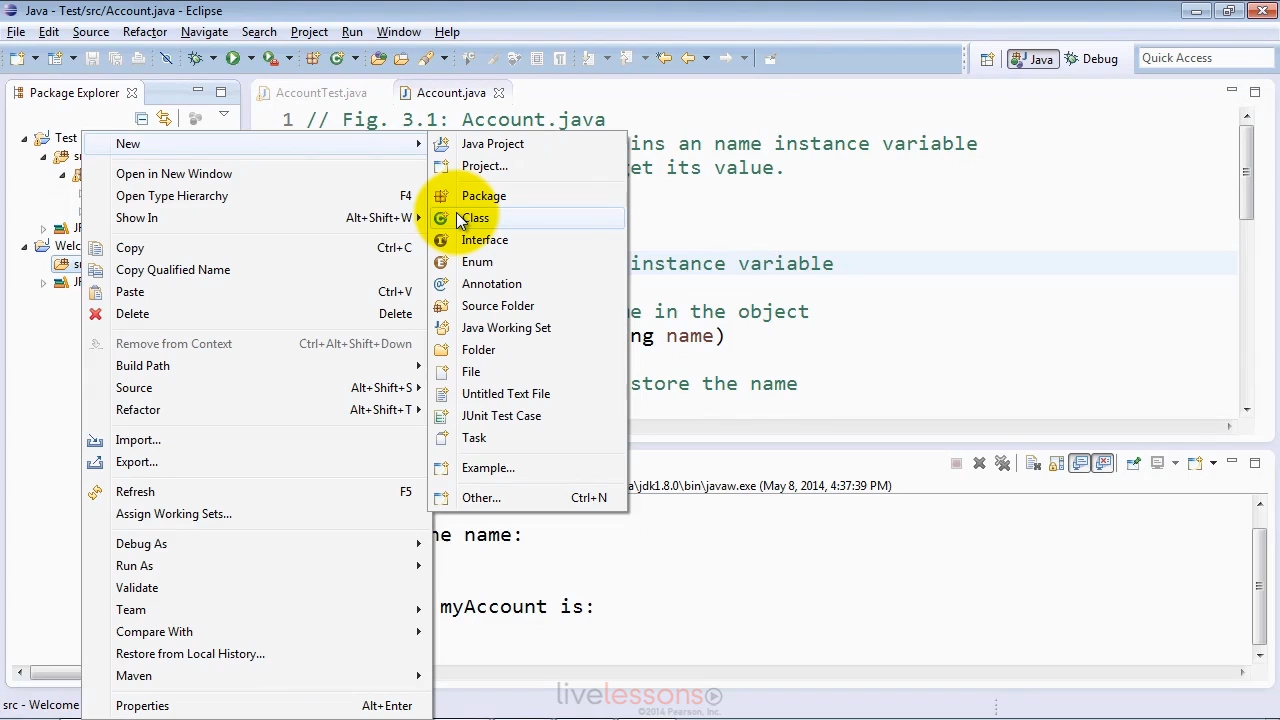 Java - Test/src/Account.java - Eclipse
File Edit Source Refactor Navigate Search Project Run Window Help
Java Debug Quick Access
Package Explorer AccountTest.java Account.java
1 // Fig. 3.1: Account.java
ins an name instance variable
et its value.
instance variable
e in the object
ng name)
store the name
Test
Welc
New
Open in New Window
Open Type Hierarchy F4
Show In Alt+Shift+W
Copy Ctrl+C
Copy Qualified Name
Paste Ctrl+V
Delete Delete
Remove from Context Ctrl+Alt+Shift+Down
Build Path
Source Alt+Shift+S
Refactor Alt+Shift+T
Import...
Export...
Refresh F5
Assign Working Sets...
Debug As
Run As
Validate
Team
Compare With
Restore from Local History...
Maven
Properties Alt+Enter
Java Project
Project...
Package
Class
Interface
Enum
Annotation
Source Folder
Java Working Set
Folder
File
Untitled Text File
JUnit Test Case
Task
Example...
Other... Ctrl+N
a\jdk1.8.0\bin\javaw.exe (May 8, 2014, 4:37:39 PM)
he name:
myAccount is:
src - Welcome
livelessons
©2014 Pearson, Inc.